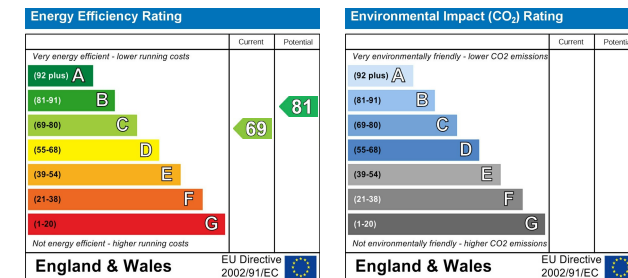 Energy Efficiency Rating
Current Potential
Very energy efficient - lower running costs
(92 plus) A
(81-91) B
81
(69-80) C
69
(55-68) D
(39-54) E
(21-38) F
(1-20) G
Not energy efficient - higher running costs
England & Wales
EU Directive
2002/91/EC
Environmental Impact (CO2) Rating
Current Potential
Very environmentally friendly - lower CO2 emissions
(92 plus) A
(81-91) B
(69-80) C
(55-68) D
(39-54) E
(21-38) F
(1-20) G
Not environmentally friendly - higher CO2 emissions
England & Wales
EU Directive
2002/91/EC